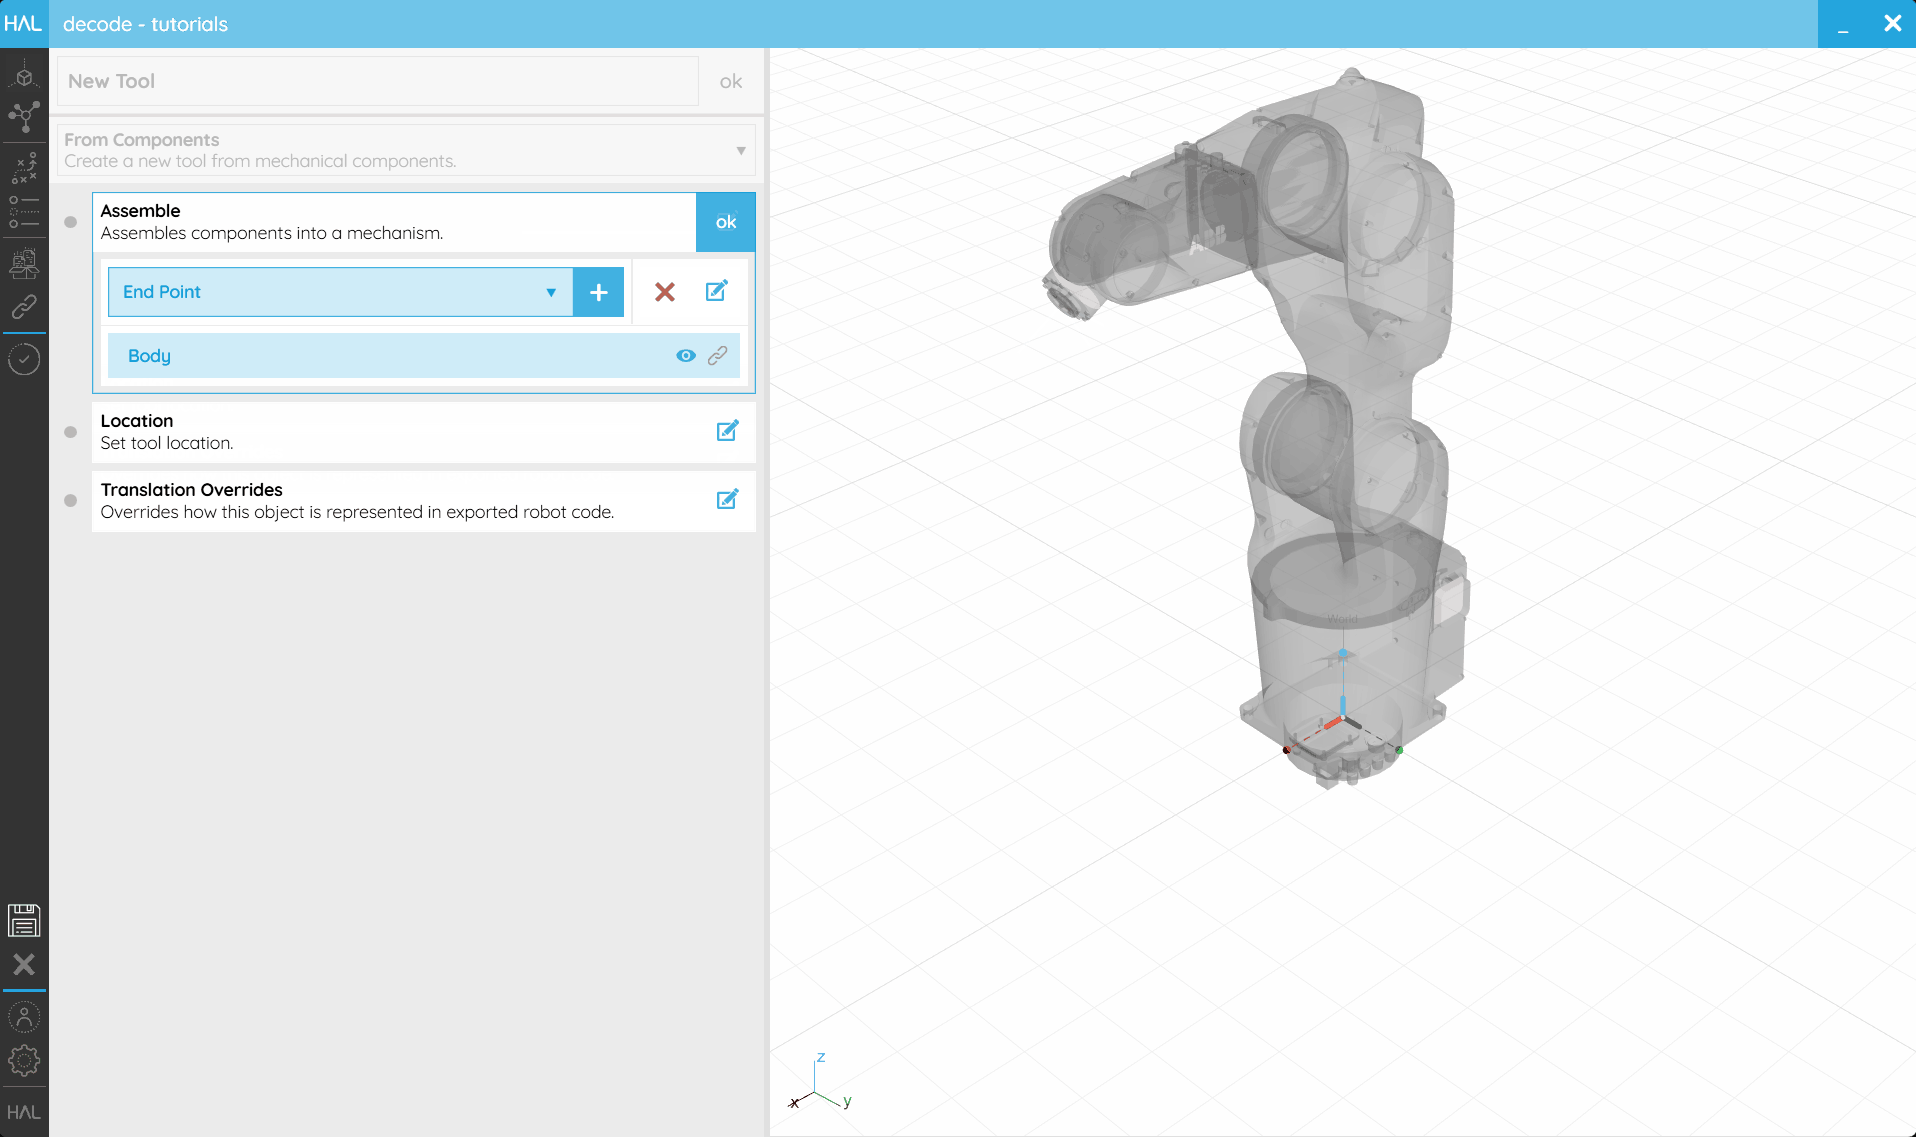 HAL decode - tutorials
New Tool ok
From Components
Create a new tool from mechanical components.
Assemble
Assembles components into a mechanism.
ok
End Point
Body
Location
Set tool location.
Translation Overrides
Overrides how this object is represented in exported robot code.
ABB
World
z
x y
HAL